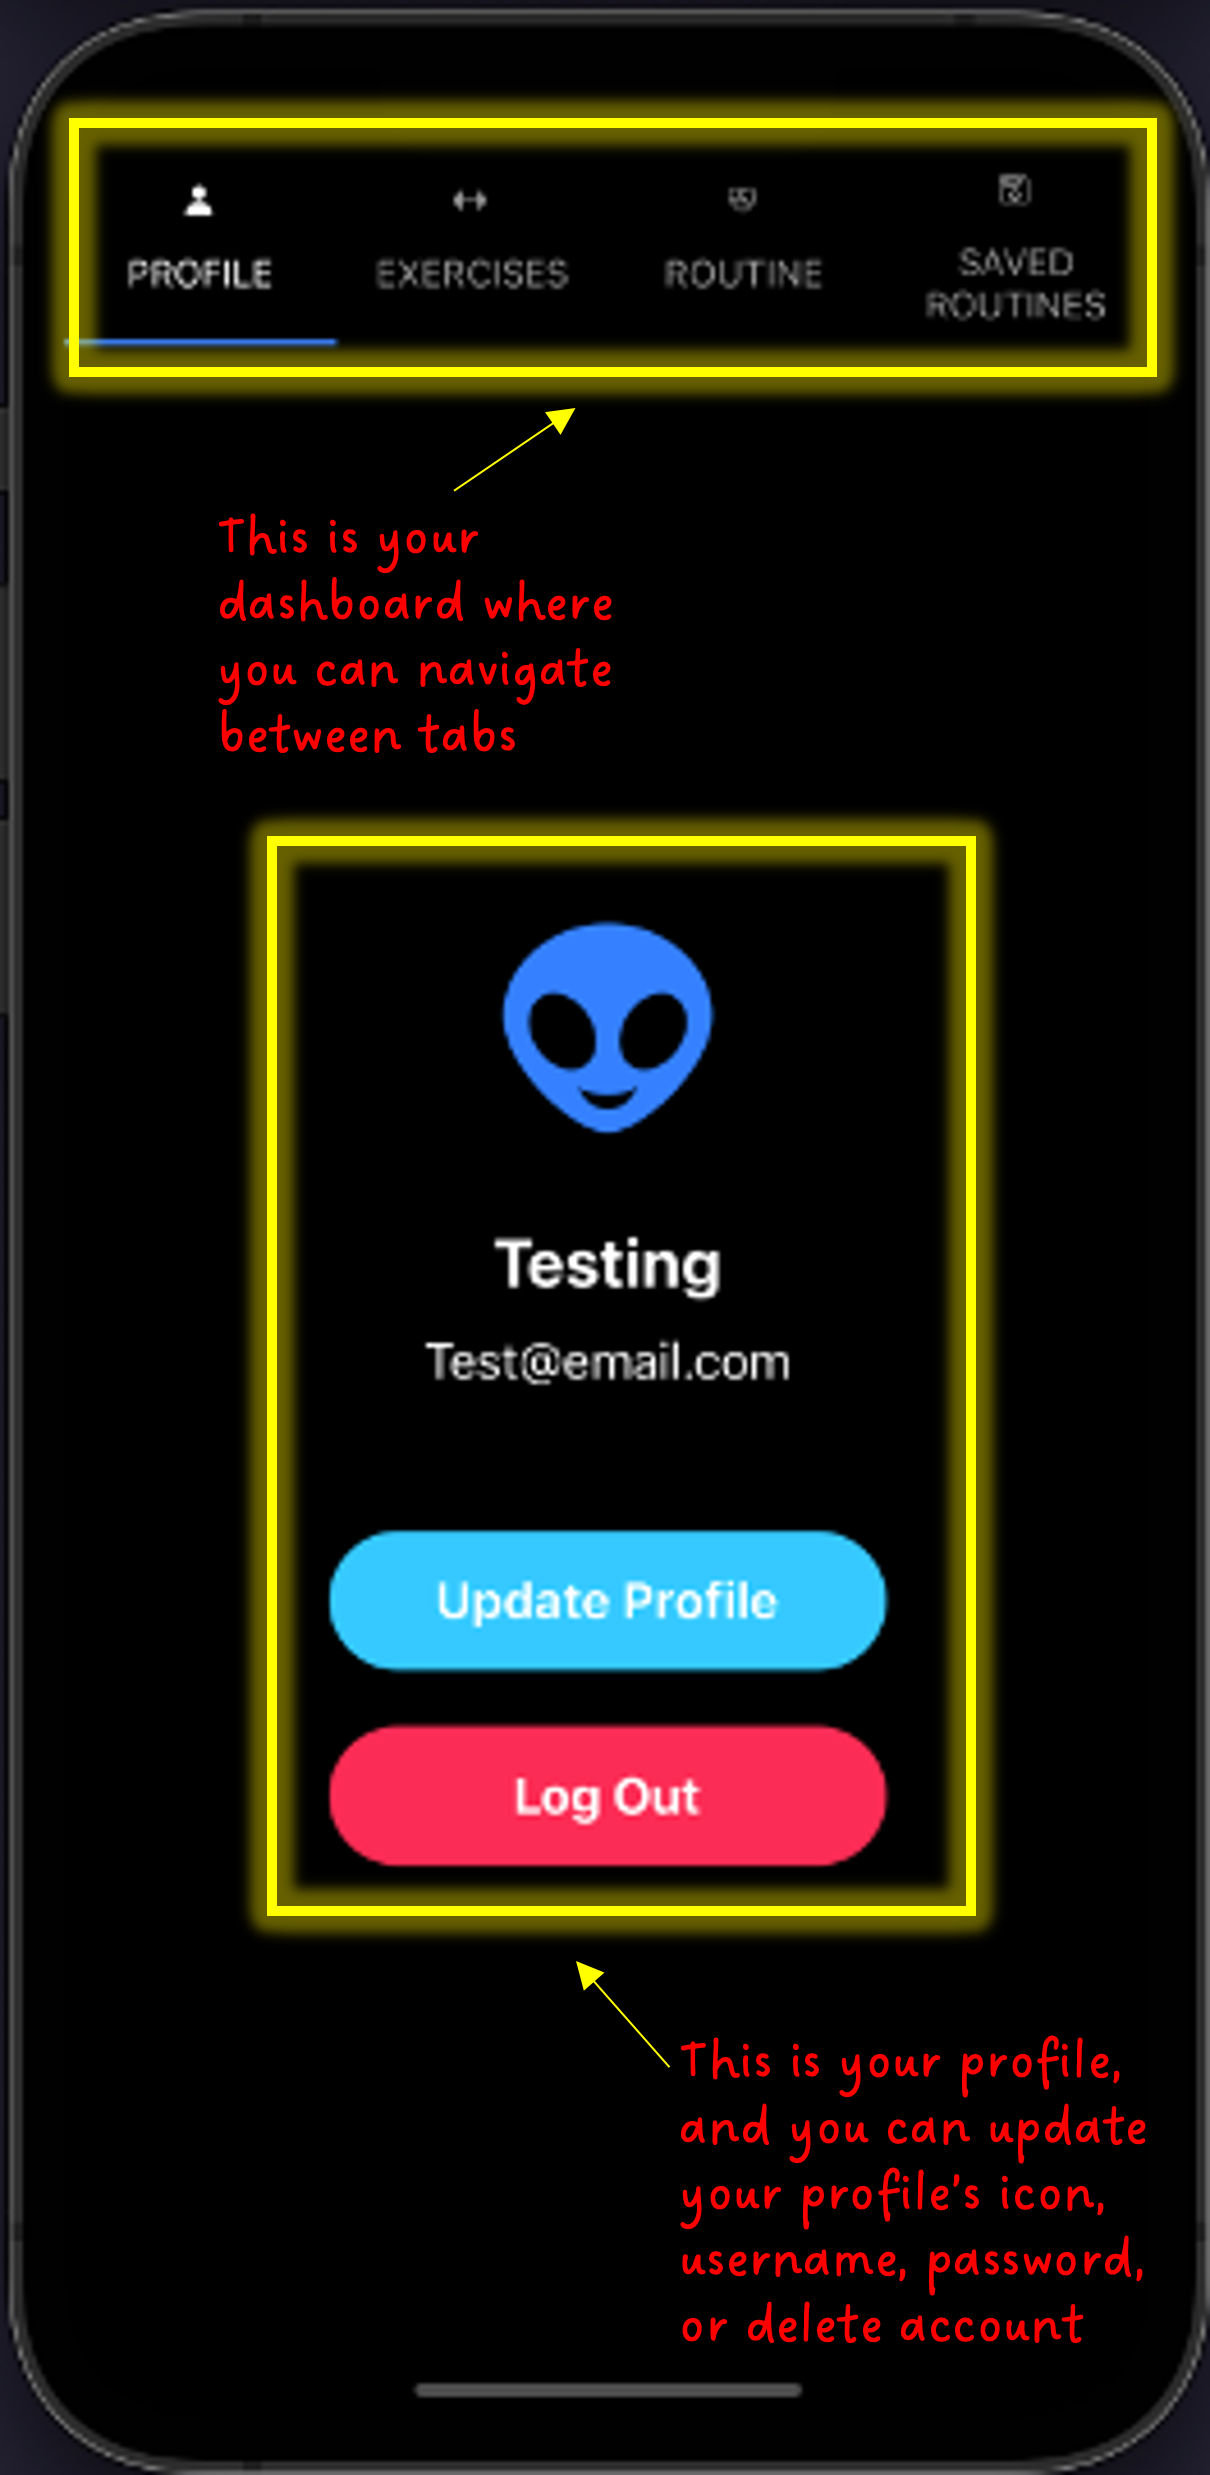 PROFILE
EXERCISES
ROUTINE
SAVED
ROUTINES
This is your
dashboard where
you can navigate
between tabs
Testing
Test@email.com
Update Profile
Log Out
This is your profile,
and you can update
your profile's icon,
username, password,
or delete account